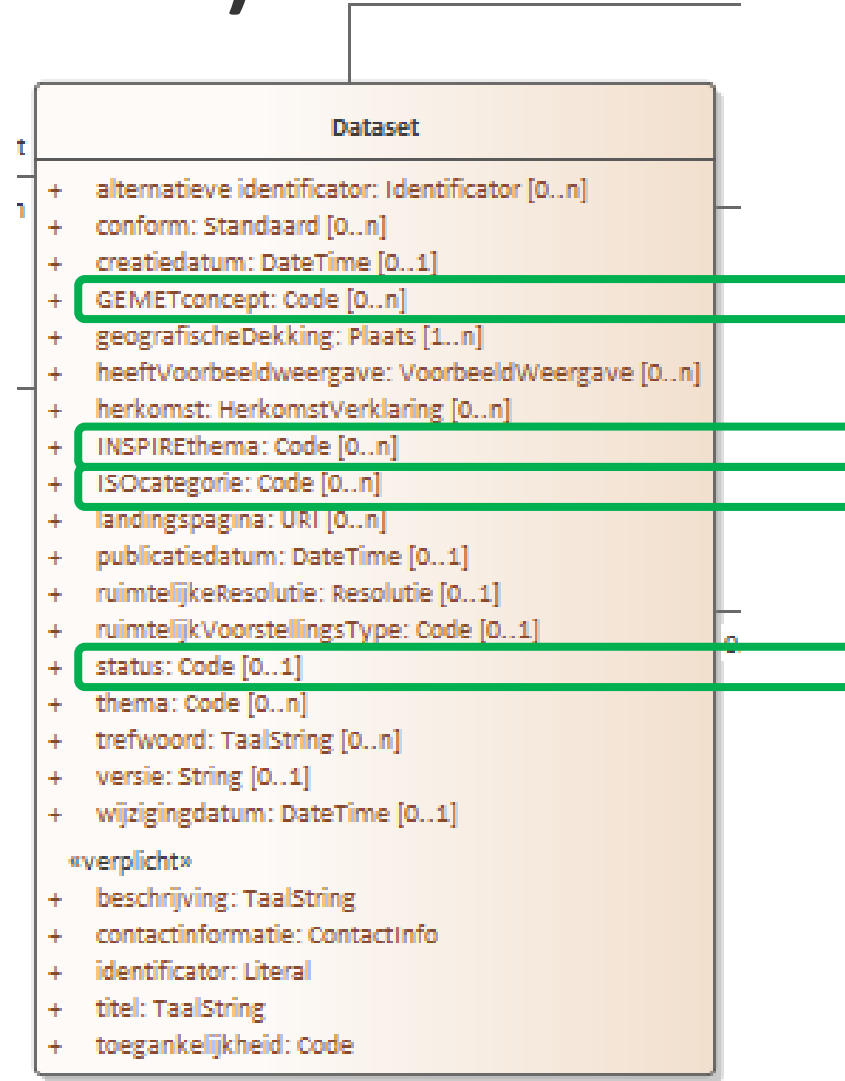 Dataset
t
+ alternatieve identificator: Identificator [0..n]
+ conform: Standaard [0..n]
+ creatiedatum: DateTime [0..1]
+ GEMETconcept: Code [0..n]
+ geografischeDekking: Plaats [1..n]
+ heeftVoorbeeldweergave: VoorbeeldWeergave [0..n]
+ herkomst: HerkomstVerklaring [0..n]
+ INSPIREthema: Code [0..n]
+ ISOcategorie: Code [0..n]
+ landingspagina: URI [0..n]
+ publicatiedatum: DateTime [0..1]
+ ruimtelijkeResolutie: Resolutie [0..1]
+ ruimtelijkVoorstellingsType: Code [0..1]
+ status: Code [0..1]
+ thema: Code [0..n]
+ trefwoord: TaalString [0..n]
+ versie: String [0..1]
+ wijzigingdatum: DateTime [0..1]
«verplicht»
+ beschrijving: TaalString
+ contactinformatie: ContactInfo
+ identificator: Literal
+ titel: TaalString
+ toegankelijkheid: Code